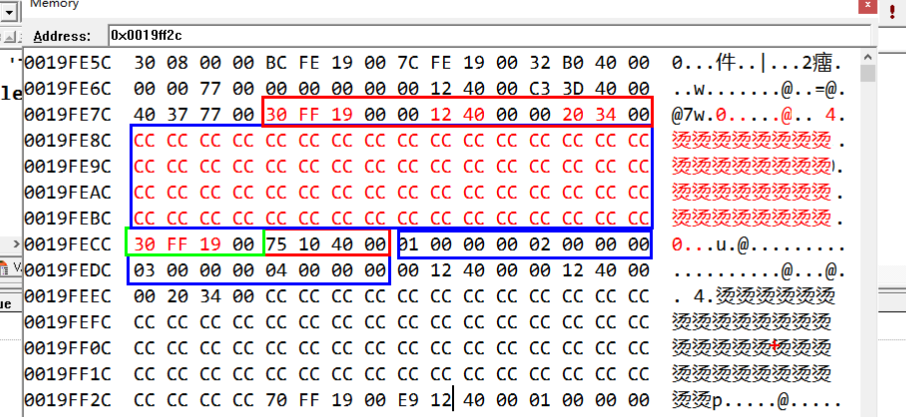 Memory
Address: 0x0019ff2c
0019FE5C 30 08 00 00 BC FE 19 00 7C FE 19 00 32 B0 40 00 0...件..|...2癅.
0019FE6C 00 00 77 00 00 00 00 00 00 12 40 00 C3 3D 40 00 ..w.......@..=@.
0019FE7C 40 37 77 00 30 FF 19 00 00 12 40 00 00 20 34 00 @7w.0.....@.. 4.
0019FE8C CC CC CC CC CC CC CC CC CC CC CC CC CC CC CC CC 烫烫烫烫烫烫烫烫.
0019FE9C CC CC CC CC CC CC CC CC CC CC CC CC CC CC CC CC 烫烫烫烫烫烫烫烫.
0019FEAC CC CC CC CC CC CC CC CC CC CC CC CC CC CC CC CC 烫烫烫烫烫烫烫烫.
0019FEBC CC CC CC CC CC CC CC CC CC CC CC CC CC CC CC CC 烫烫烫烫烫烫烫烫.
0019FECC 30 FF 19 00 75 10 40 00 01 00 00 00 02 00 00 00 0...u.@.........
0019FEDC 03 00 00 00 04 00 00 00 00 12 40 00 00 12 40 00 ..........@...@.
0019FEEC 00 20 34 00 CC CC CC CC CC CC CC CC CC CC CC CC . 4.烫烫烫烫烫烫
0019FEFC CC CC CC CC CC CC CC CC CC CC CC CC CC CC CC CC 烫烫烫烫烫烫烫烫
0019FF0C CC CC CC CC CC CC CC CC CC CC CC CC CC CC CC CC 烫烫烫烫烫烫烫烫
0019FF1C CC CC CC CC CC CC CC CC CC CC CC CC CC CC CC CC 烫烫烫烫烫烫烫烫
0019FF2C CC CC CC CC 70 FF 19 00 E9 12 40 00 01 00 00 00 烫烫p.....@.....
le
ue